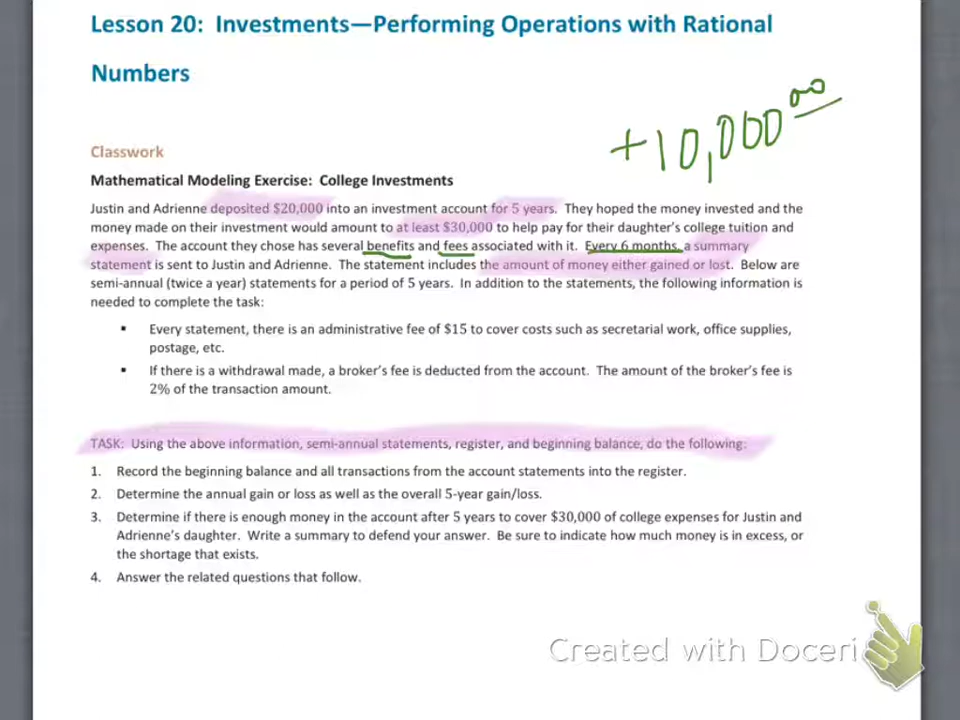 Lesson 20: Investments—Performing Operations with Rational
Numbers
+10,000 00
Classwork
Mathematical Modeling Exercise: College Investments
Justin and Adrienne deposited $20,000 into an investment account for 5 years. They hoped the money invested and the
money made on their investment would amount to at least $30,000 to help pay for their daughter's college tuition and
expenses. The account they chose has several benefits and fees associated with it. Every 6 months, a summary
statement is sent to Justin and Adrienne. The statement includes the amount of money either gained or lost. Below are
semi-annual (twice a year) statements for a period of 5 years. In addition to the statements, the following information is
needed to complete the task:
▪ Every statement, there is an administrative fee of $15 to cover costs such as secretarial work, office supplies,
postage, etc.
▪ If there is a withdrawal made, a broker's fee is deducted from the account. The amount of the broker's fee is
2% of the transaction amount.
TASK: Using the above information, semi-annual statements, register, and beginning balance, do the following:
1. Record the beginning balance and all transactions from the account statements into the register.
2. Determine the annual gain or loss as well as the overall 5-year gain/loss.
3. Determine if there is enough money in the account after 5 years to cover $30,000 of college expenses for Justin and
Adrienne's daughter. Write a summary to defend your answer. Be sure to indicate how much money is in excess, or
the shortage that exists.
4. Answer the related questions that follow.
Created with Doceri